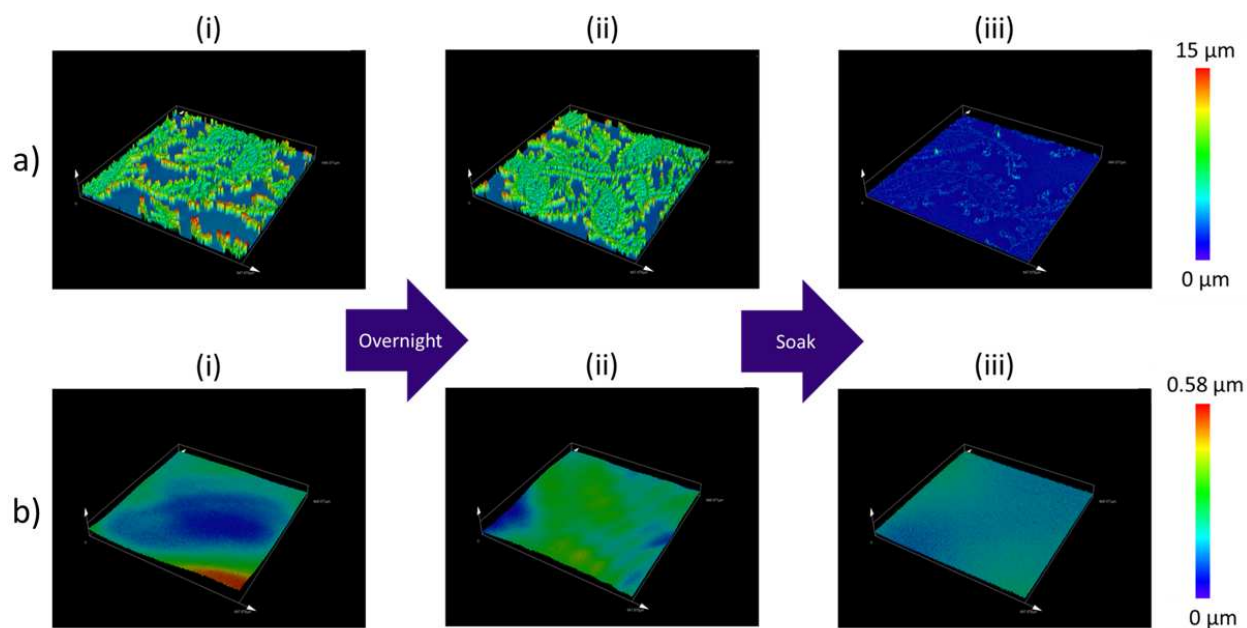 (i)
(ii)
(iii)
15 µm
a)
0 µm
Overnight
Soak
(i)
(ii)
(iii)
0.58 µm
b)
0 µm